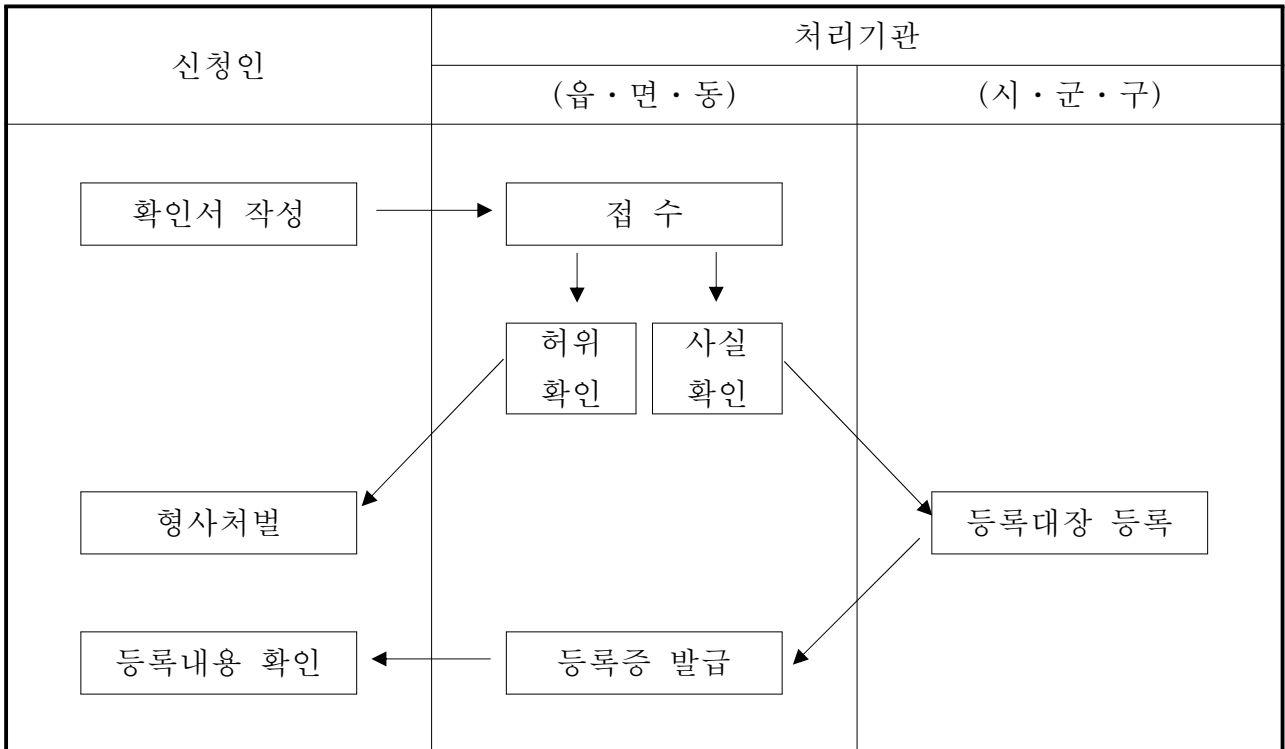 신청인
처리기관
(읍・면・동)
(시・군・구)
확인서 작성
접 수
허위
확인
사실
확인
형사처벌
등록대장 등록
등록내용 확인
등록증 발급